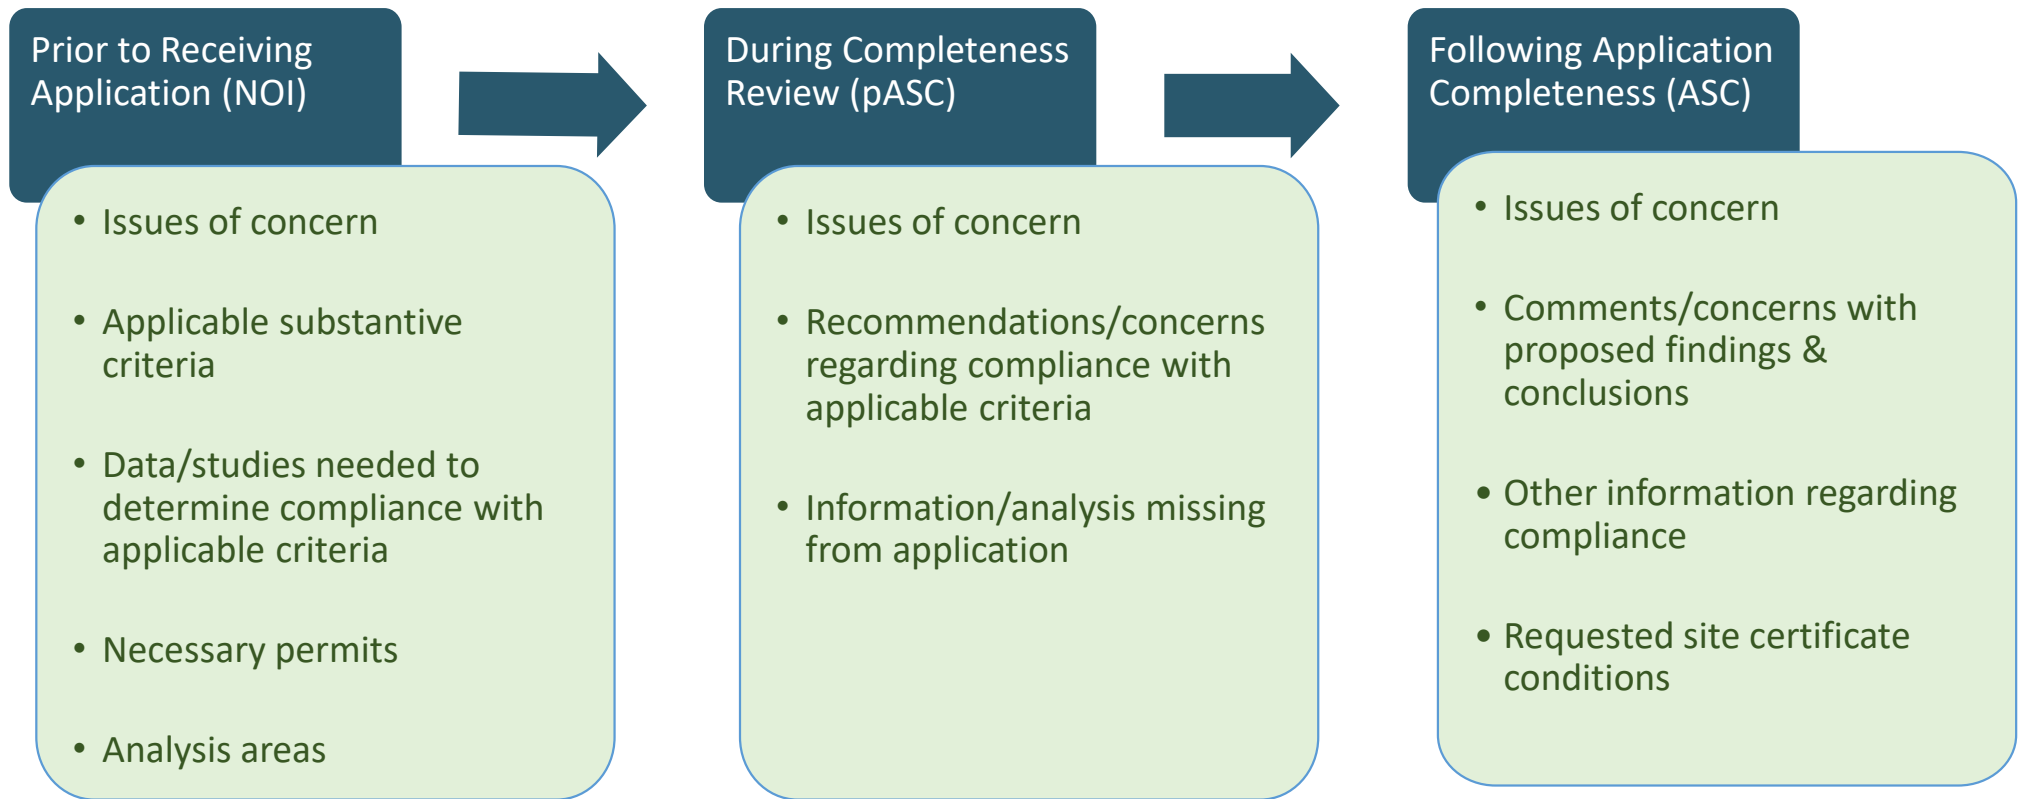 Prior to Receiving
Application (NOI)
• Issues of concern
• Applicable substantive
criteria
• Data/studies needed to
determine compliance with
applicable criteria
• Necessary permits
• Analysis areas
During Completeness
Review (pASC)
• Issues of concern
• Recommendations/concerns
regarding compliance with
applicable criteria
• Information/analysis missing
from application
Following Application
Completeness (ASC)
• Issues of concern
• Comments/concerns with
proposed findings &
conclusions
• Other information regarding
compliance
• Requested site certificate
conditions